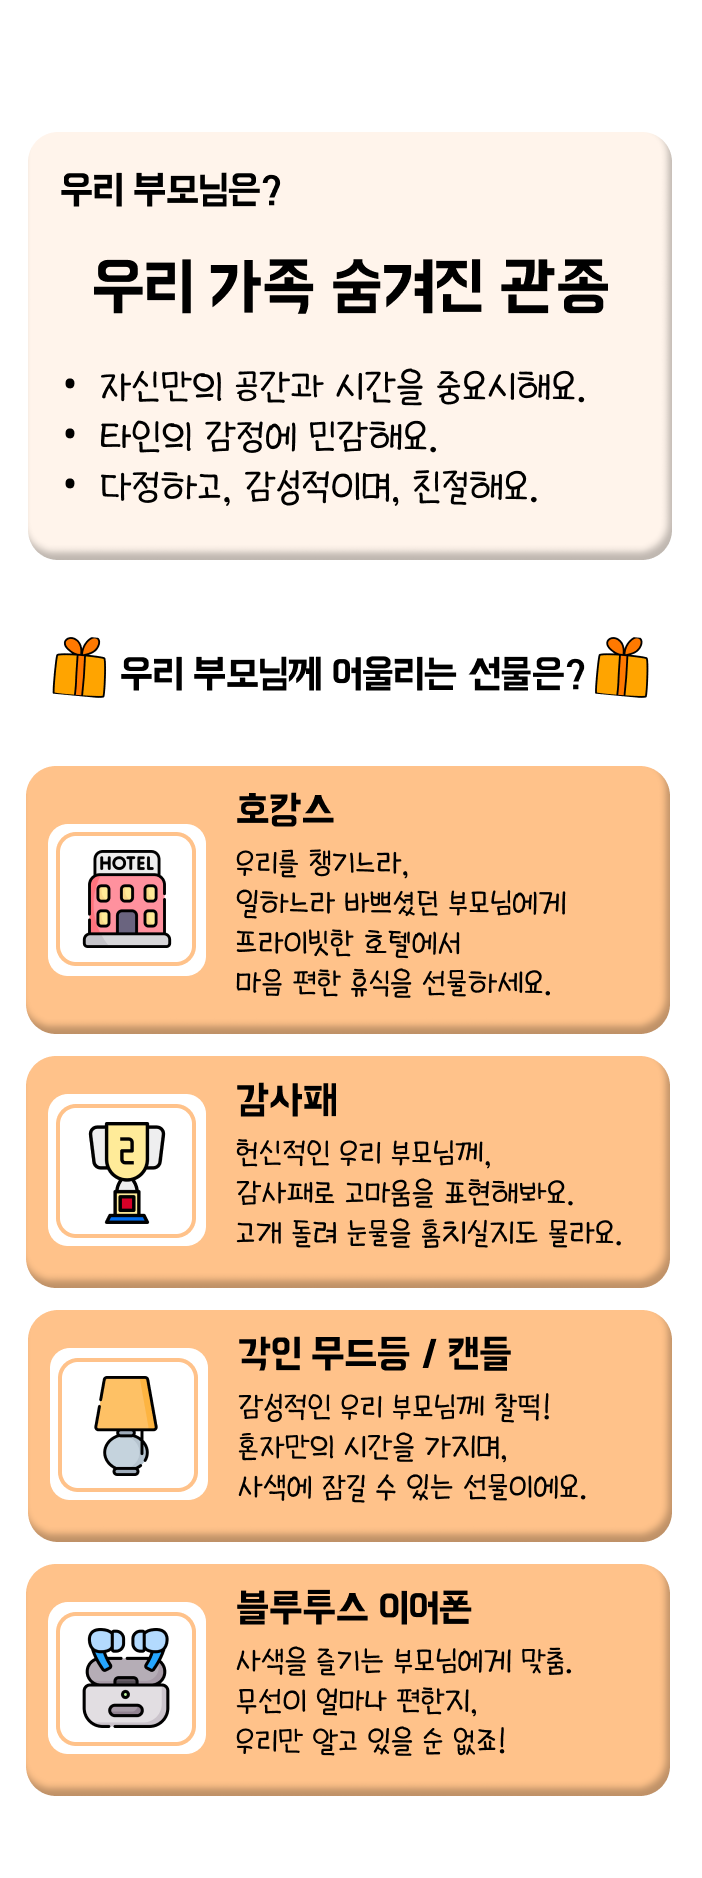 우리 부모님은?
우리 가족 숨겨진 관종
• 자신만의 공간과 시간을 중요시해요.
• 타인의 감정에 민감해요.
• 다정하고, 감성적이며, 친절해요.
우리 부모님께 어울리는 선물은?
호캉스
HOTEL
우리를 챙기느라,
일하느라 바쁘셨던 부모님에게
프라이빗한 호텔에서
마음 편한 휴식을 선물하세요.
감사패
2
헌신적인 우리 부모님께,
감사패로 고마움을 표현해봐요.
고개 돌려 눈물을 훔치실지도 몰라요.
각인 무드등 / 캔들
감성적인 우리 부모님께 찰떡!
혼자만의 시간을 가지며,
사색에 잠길 수 있는 선물이에요.
블루투스 이어폰
사색을 즐기는 부모님에게 맞춤.
무선이 얼마나 편한지,
우리만 알고 있을 순 없죠!